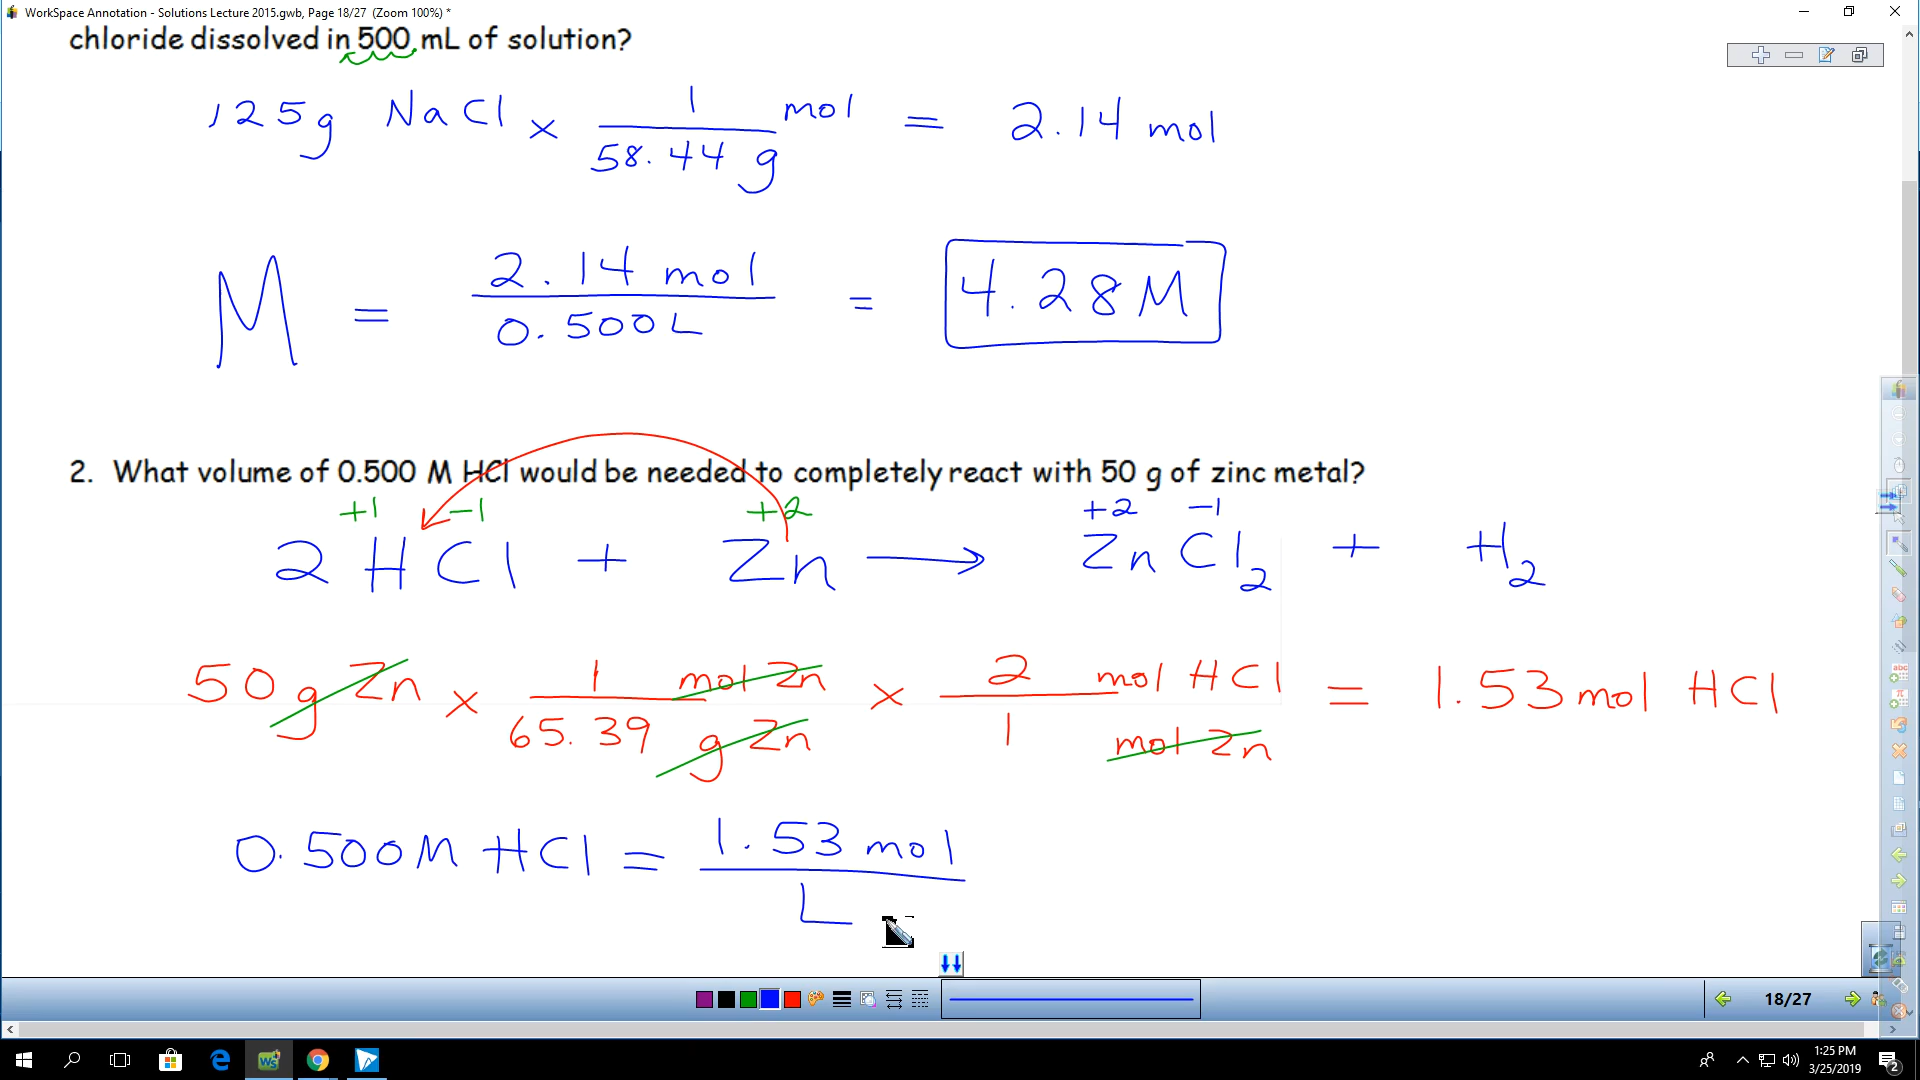 WorkSpace Annotation - Solutions Lecture 2015.gwb, Page 18/27 (Zoom 100%) *
chloride dissolved in 500 mL of solution?
125g NaCl × 1 mol / 58.44 g = 2.14 mol
M = 2.14 mol / 0.500L = 4.28M
2. What volume of 0.500 M HCl would be needed to completely react with 50 g of zinc metal?
+1 -1 +2 +2 -1
2 HCl + Zn → ZnCl2 + H2
50 g Zn × 1 mol Zn / 65.39 g Zn × 2 mol HCl / 1 mol Zn = 1.53 mol HCl
0.500M HCl = 1.53 mol / L
18/27
1:25 PM
3/25/2019
2